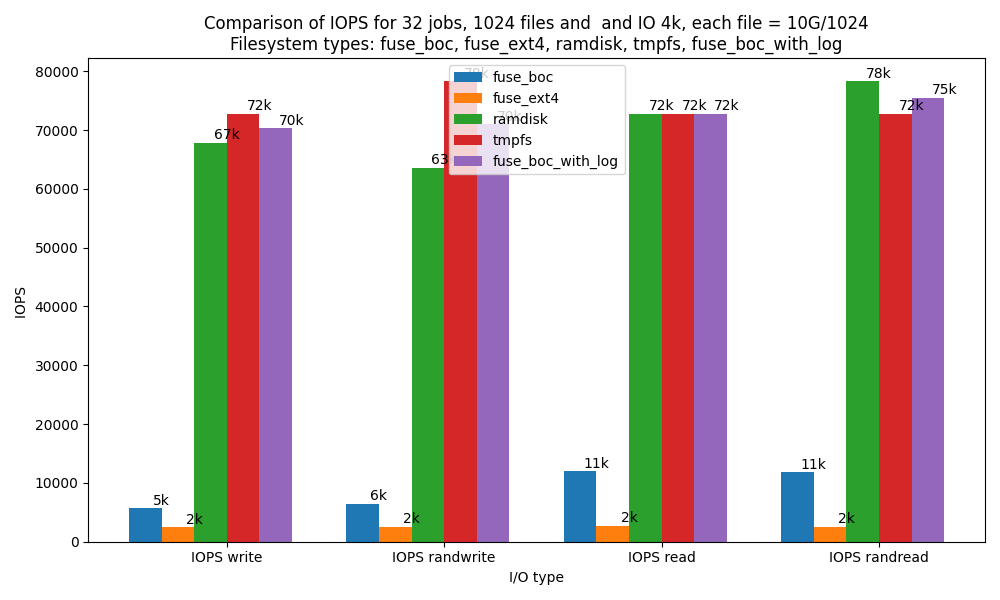 Comparison of IOPS for 32 jobs, 1024 files and  and IO 4k, each file = 10G/1024
Filesystem types: fuse_boc, fuse_ext4, ramdisk, tmpfs, fuse_boc_with_log
IOPS
80000
70000
60000
50000
40000
30000
20000
10000
0
fuse_boc
fuse_ext4
ramdisk
tmpfs
fuse_boc_with_log
5k
2k
67k
72k
70k
6k
2k
78k
11k
2k
72k
72k
72k
11k
2k
78k
72k
75k
IOPS write
IOPS randwrite
IOPS read
IOPS randread
I/O type